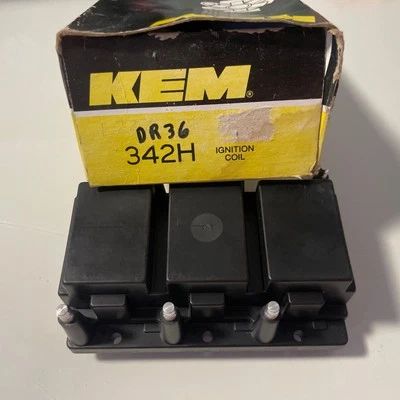 KEM®
DR36
342H IGNITION
COIL